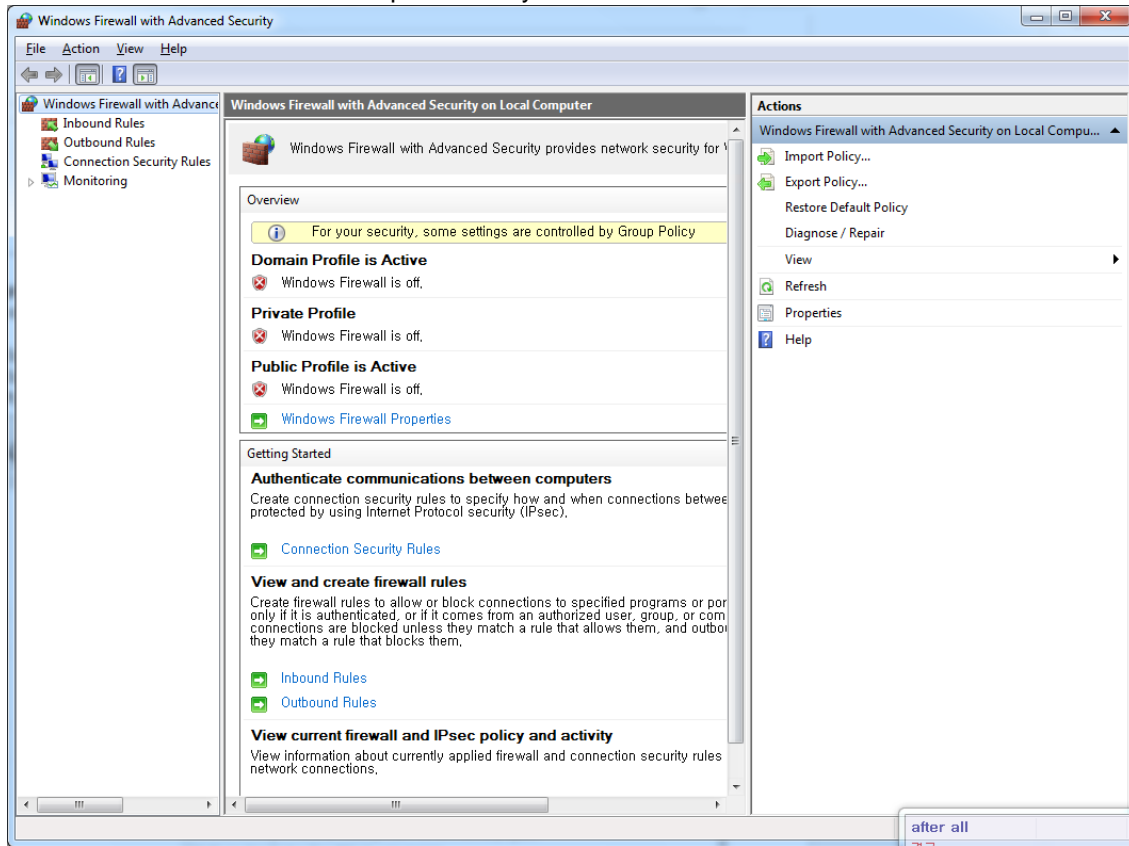 Windows Firewall with Advanced Security
File Action View Help
Windows Firewall with Advance
Inbound Rules
Outbound Rules
Connection Security Rules
Monitoring
Windows Firewall with Advanced Security on Local Computer
Windows Firewall with Advanced Security provides network security for
Overview
For your security, some settings are controlled by Group Policy
Domain Profile is Active
Windows Firewall is off.
Private Profile
Windows Firewall is off.
Public Profile is Active
Windows Firewall is off.
Windows Firewall Properties
Getting Started
Authenticate communications between computers
Create connection security rules to specify how and when connections betwee
protected by using Internet Protocol security (IPsec).
Connection Security Rules
View and create firewall rules
Create firewall rules to allow or block connections to specified programs or por
only if it is authenticated, or if it comes from an authorized user, group, or com
connections are blocked unless they match a rule that allows them, and outbo
they match a rule that blocks them.
Inbound Rules
Outbound Rules
View current firewall and IPsec policy and activity
View information about currently applied firewall and connection security rules
network connections.
Actions
Windows Firewall with Advanced Security on Local Compu...
Import Policy...
Export Policy...
Restore Default Policy
Diagnose / Repair
View
Refresh
Properties
Help
after all